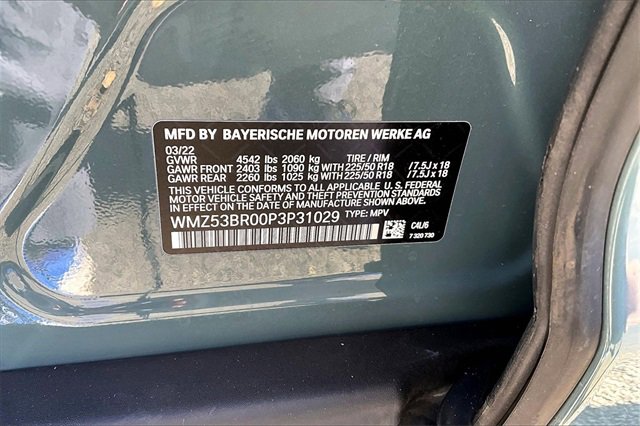 MFD BY BAYERISCHE MOTOREN WERKE AG
03/22
GVWR 4542 lbs 2060 kg TIRE / RIM
GAWR FRONT 2403 lbs 1090 kg 225/50 R18 /7.5J x 18
GAWR REAR 2260 lbs 1025 kg 225/50 R18 /7.5J x 18
THIS VEHICLE CONFORMS TO ALL APPLICABLE U. S. FEDERAL
MOTOR VEHICLE SAFETY AND THEFT PREVENTION STANDARDS
IN EFFECT ON THE DATE OF MANUFACTURE SHOWN ABOVE.
WMZ53BR00P3P31029 TYPE: MPV
C4L/6
7 320 730